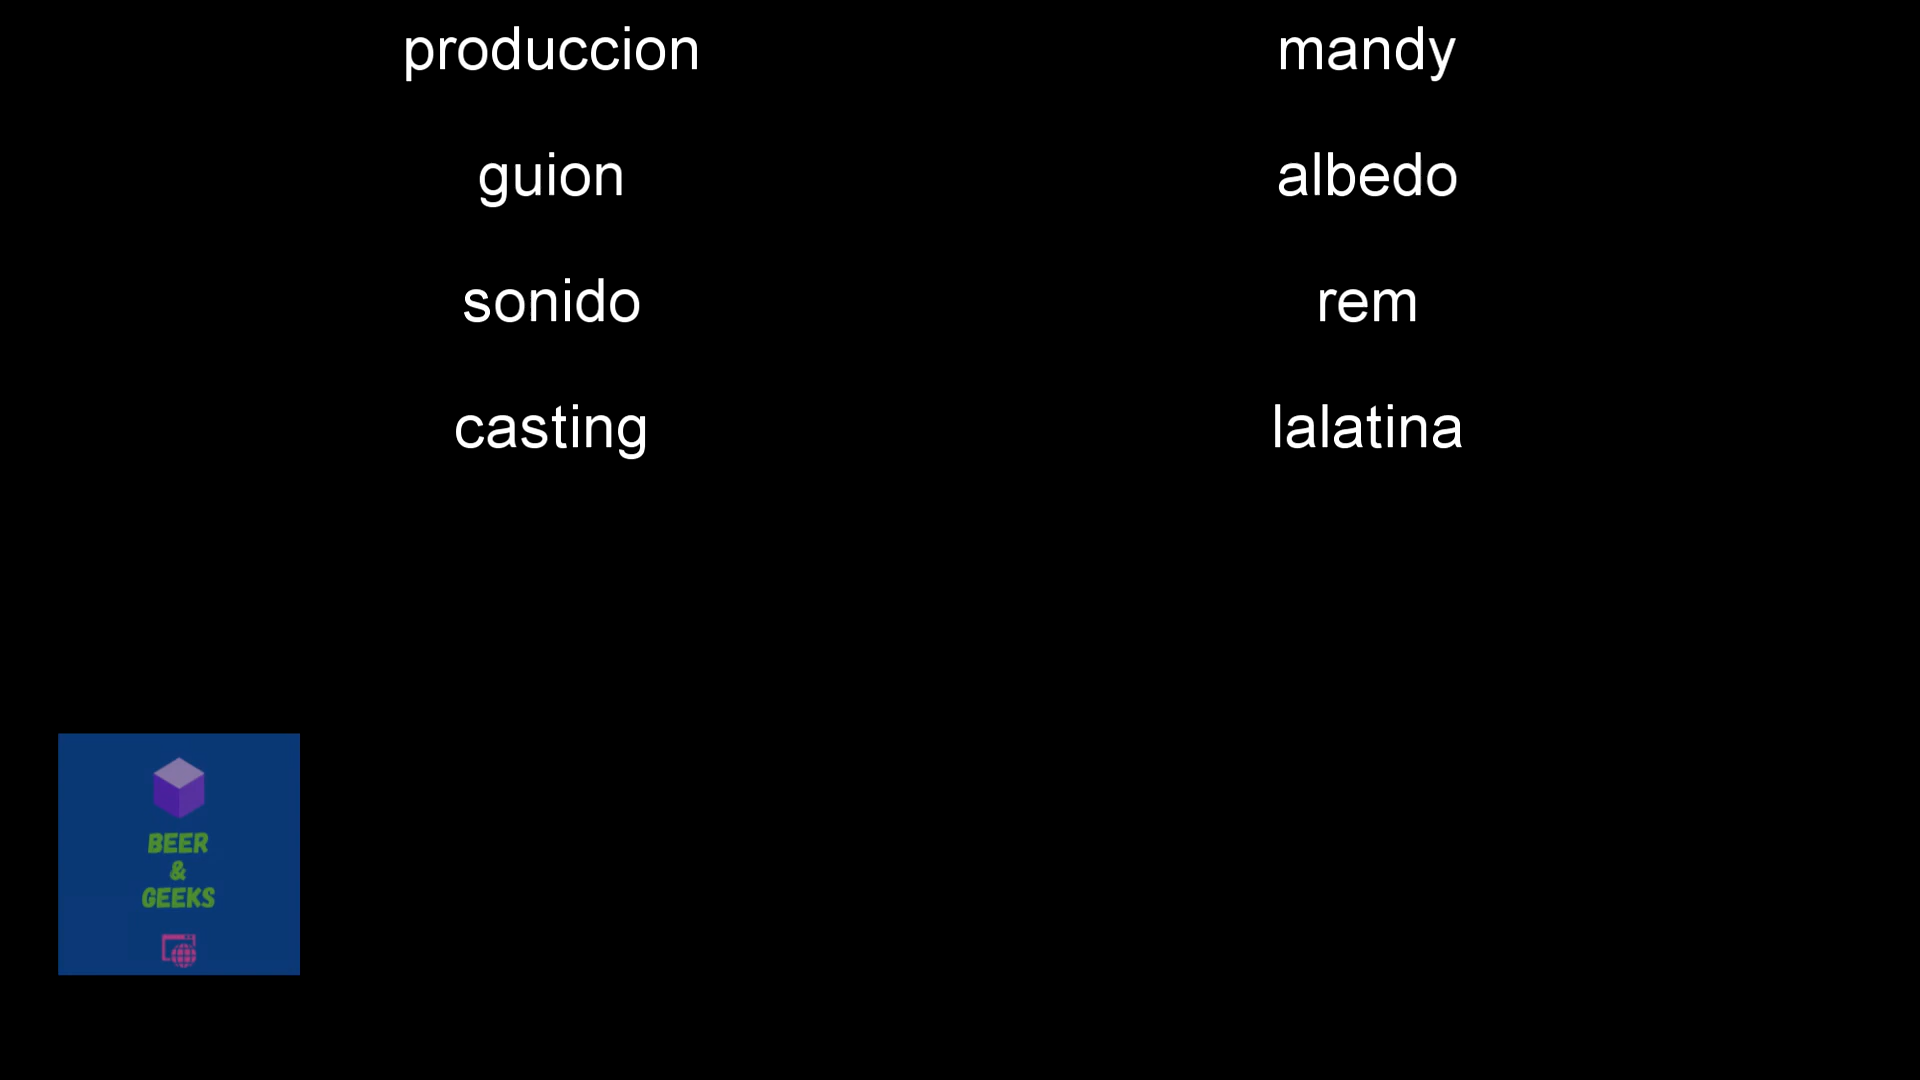 produccion mandy
guion albedo
sonido rem
casting lalatina
BEER
&
GEEKS